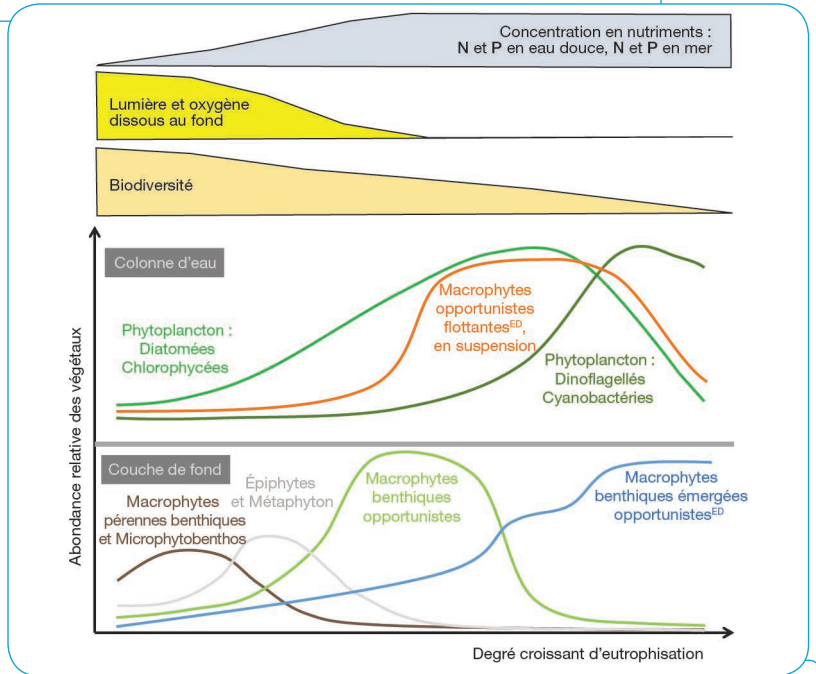 Concentration en nutriments :
N et P en eau douce, N et P en mer
Lumière et oxygène
dissous au fond
Biodiversité
Colonne d'eau
Macrophytes
opportunistes
flottantesED,
en suspension
Phytoplancton :
Diatomées
Chlorophycées
Phytoplancton :
Dinoflagellés
Cyanobactéries
Abondance relative des végétaux
Couche de fond
Épiphytes
et Métaphyton
Macrophytes
pérennes benthiques
et Microphytobenthos
Macrophytes
benthiques
opportunistes
Macrophytes
benthiques émergées
opportunistesED
Degré croissant d'eutrophisation